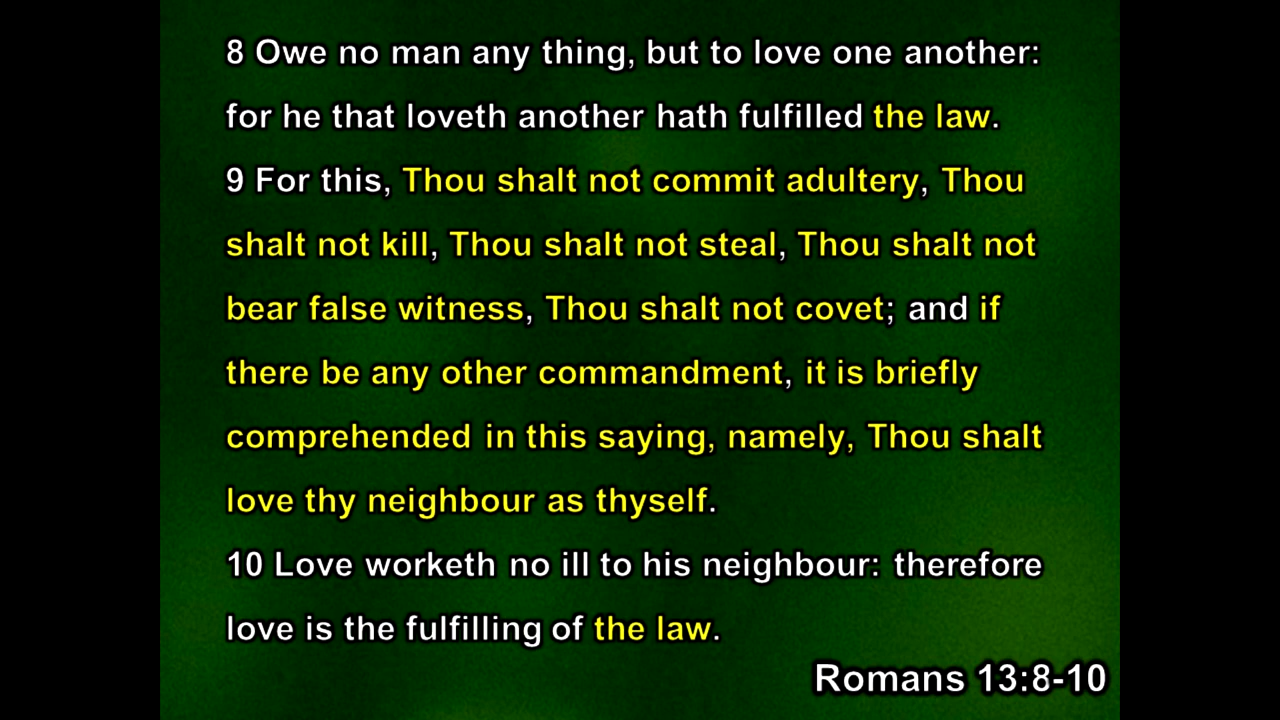 8 Owe no man any thing, but to love one another:
for he that loveth another hath fulfilled the law.
9 For this, Thou shalt not commit adultery, Thou
shalt not kill, Thou shalt not steal, Thou shalt not
bear false witness, Thou shalt not covet; and if
there be any other commandment, it is briefly
comprehended in this saying, namely, Thou shalt
love thy neighbour as thyself.
10 Love worketh no ill to his neighbour: therefore
love is the fulfilling of the law.
Romans 13:8-10